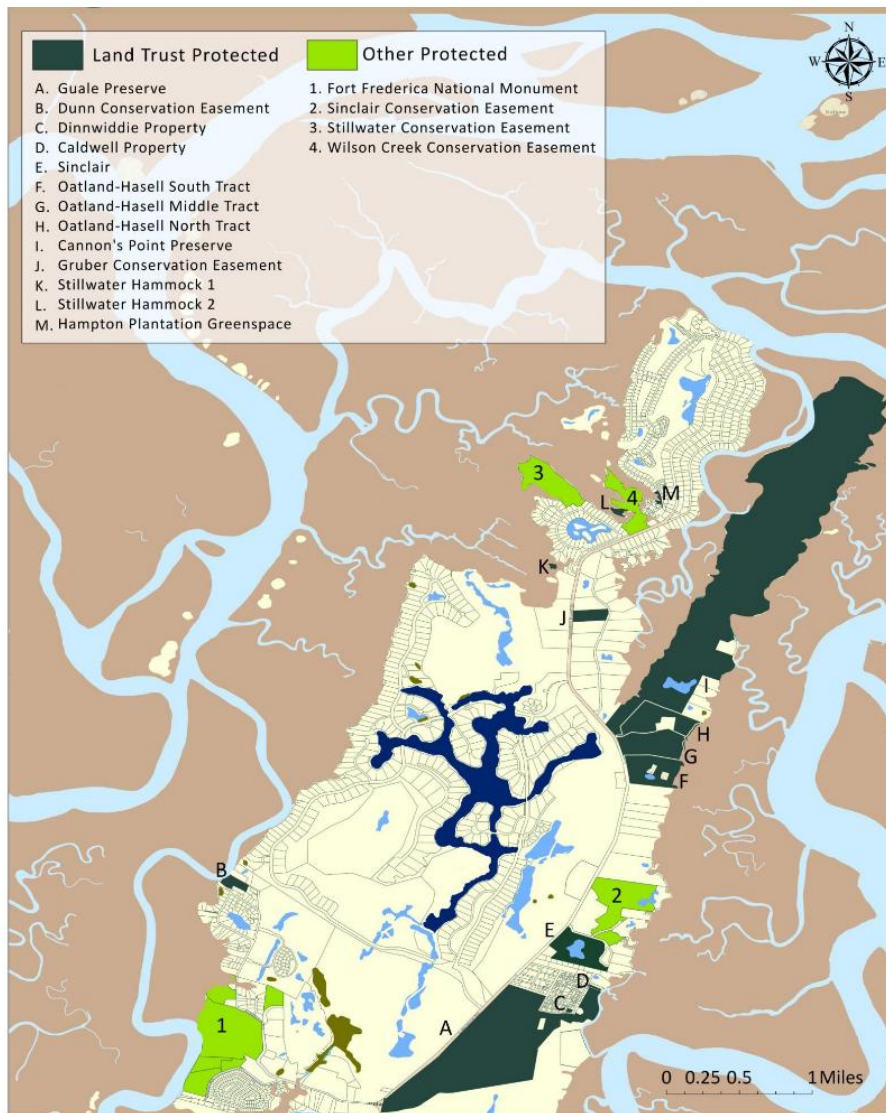 N
W E
S
Land Trust Protected
A. Guale Preserve
B. Dunn Conservation Easement
C. Dinnwiddie Property
D. Caldwell Property
E. Sinclair
F. Oatland-Hasell South Tract
G. Oatland-Hasell Middle Tract
H. Oatland-Hasell North Tract
I. Cannon's Point Preserve
J. Gruber Conservation Easement
K. Stillwater Hammock 1
L. Stillwater Hammock 2
M. Hampton Plantation Greenspace
Other Protected
1. Fort Frederica National Monument
2. Sinclair Conservation Easement
3. Stillwater Conservation Easement
4. Wilson Creek Conservation Easement
3
4
M
L
K
J
I
H
G
F
B
2
E
D
C
A
1
0 0.25 0.5 1 Miles